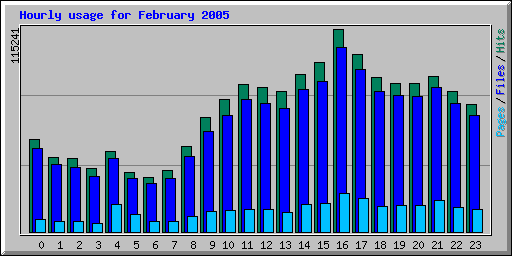 Hourly usage for February 2005
115241
Pages / Files / Hits
0 1 2 3 4 5 6 7 8 9 10 11 12 13 14 15 16 17 18 19 20 21 22 23